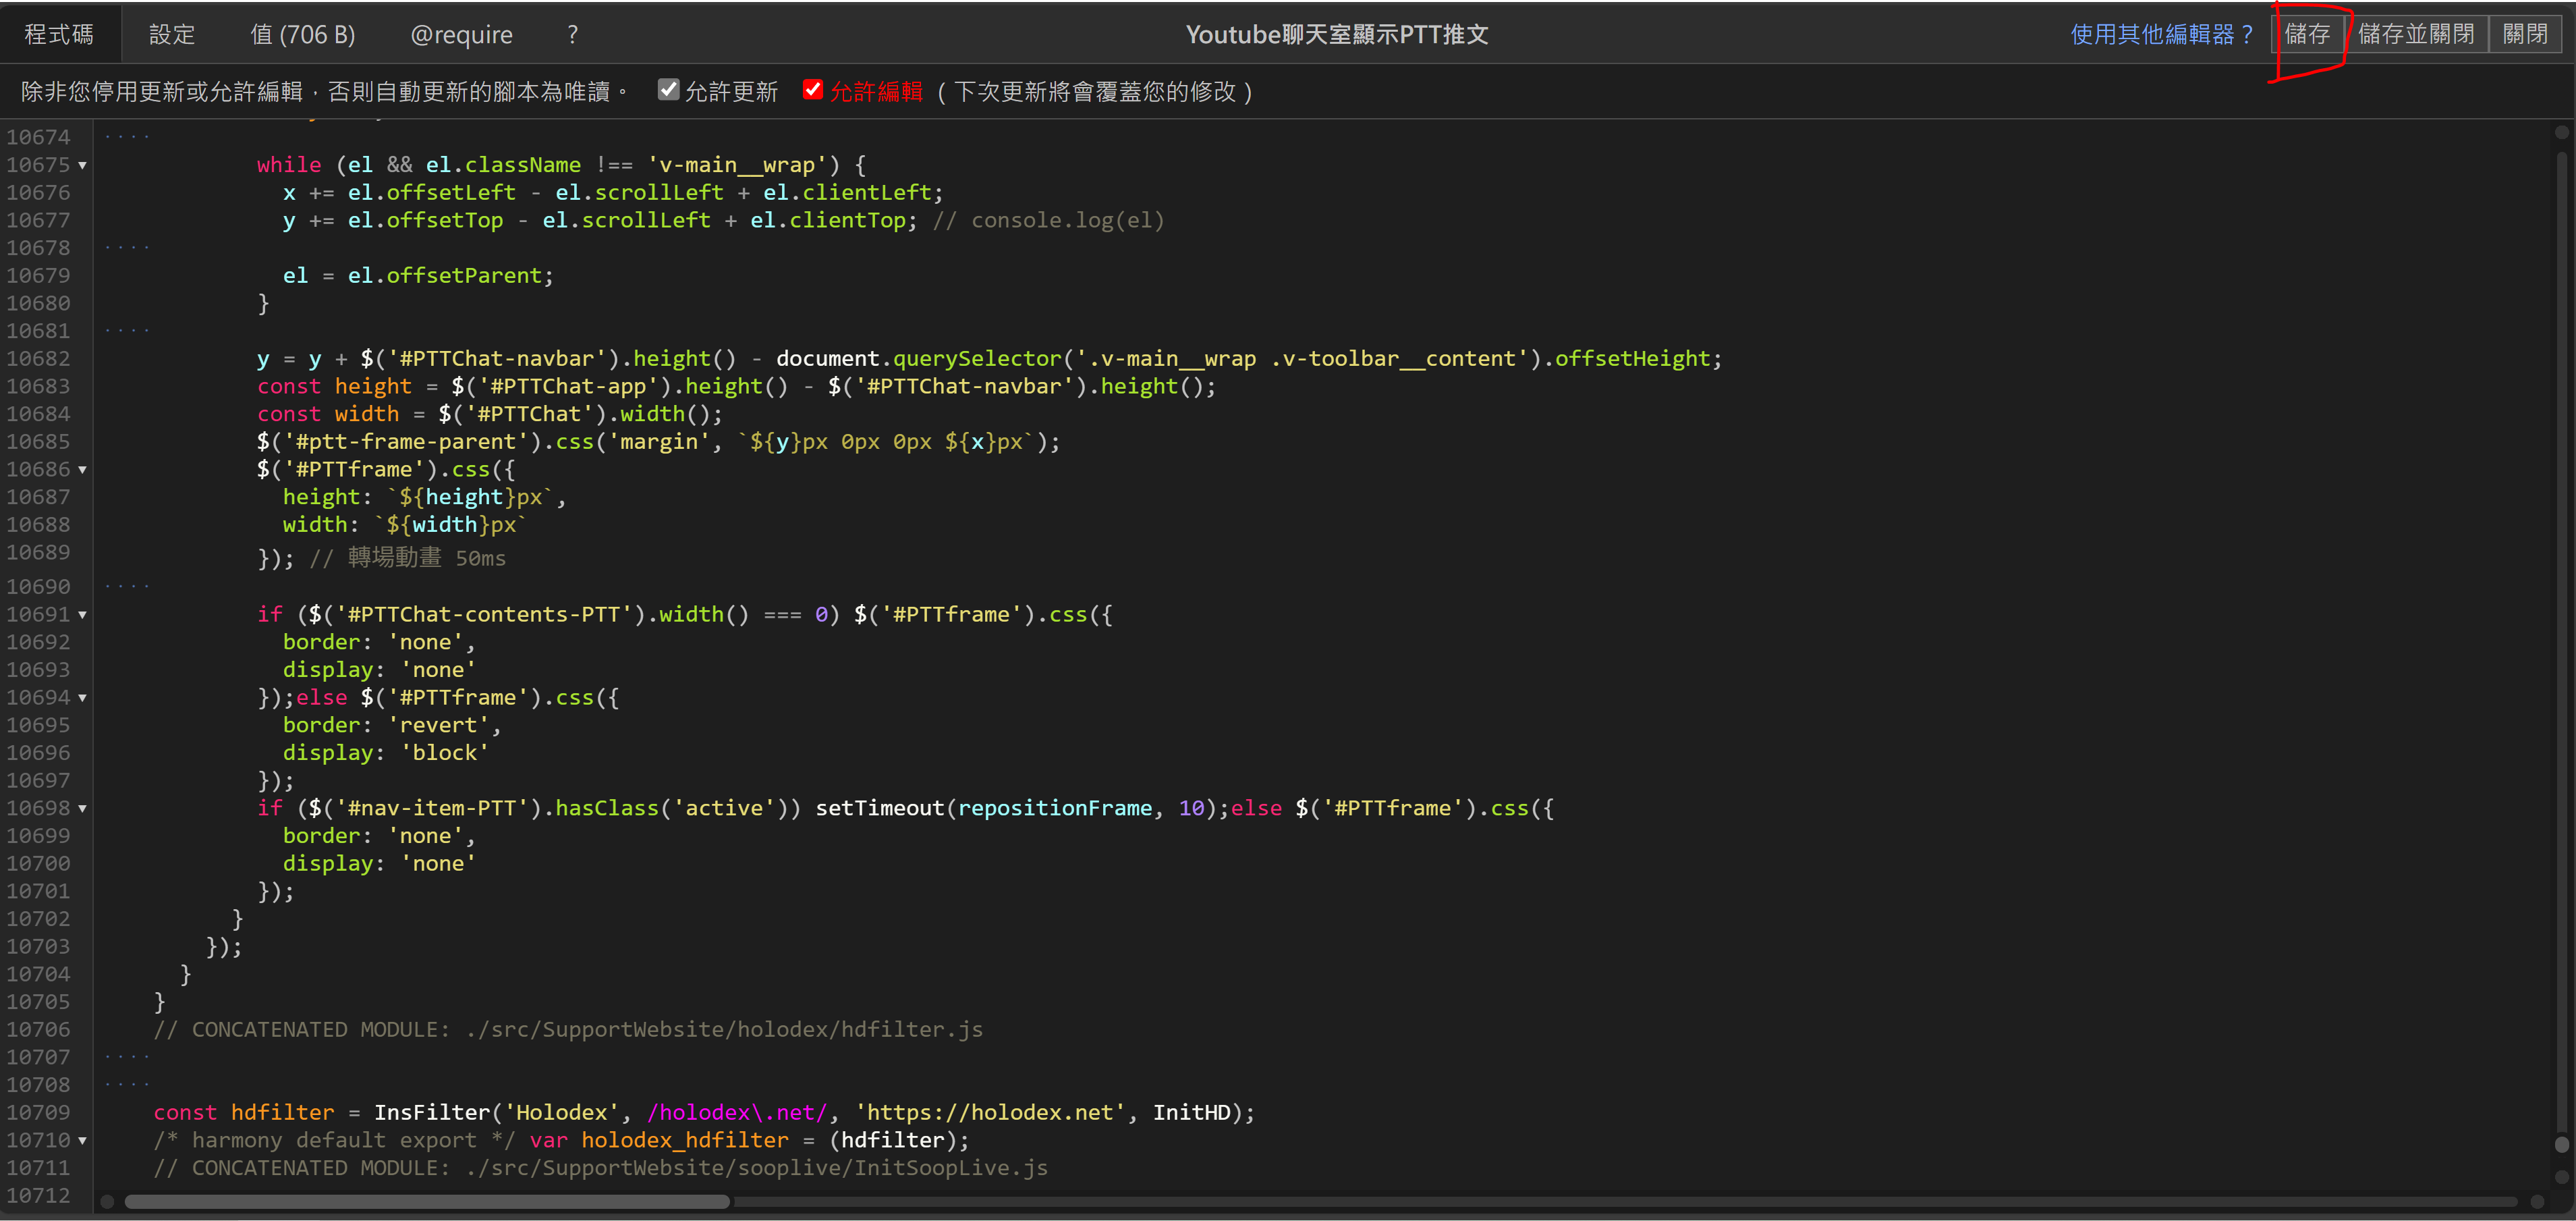 程式碼 設定 值 (706 B) @require ? Youtube聊天室顯示PTT推文 使用其他編輯器？ 儲存 儲存並關閉 關閉
除非您停用更新或允許編輯，否則自動更新的腳本為唯讀。 允許更新 允許編輯 (下次更新將會覆蓋您的修改)
10674
10675 while (el && el.className !== 'v-main__wrap') {
10676 x += el.offsetLeft - el.scrollLeft + el.clientLeft;
10677 y += el.offsetTop - el.scrollLeft + el.clientTop; // console.log(el)
10678
10679 el = el.offsetParent;
10680 }
10681
10682 y = y + $('#PTTChat-navbar').height() - document.querySelector('.v-main__wrap .v-toolbar__content').offsetHeight;
10683 const height = $('#PTTChat-app').height() - $('#PTTChat-navbar').height();
10684 const width = $('#PTTChat').width();
10685 $('#ptt-frame-parent').css('margin', `${y}px 0px 0px ${x}px`);
10686 $('#PTTframe').css({
10687 height: `${height}px`,
10688 width: `${width}px`
10689 }); // 轉場動畫 50ms
10690
10691 if ($('#PTTChat-contents-PTT').width() === 0) $('#PTTframe').css({
10692 border: 'none',
10693 display: 'none'
10694 });else $('#PTTframe').css({
10695 border: 'revert',
10696 display: 'block'
10697 });
10698 if ($('#nav-item-PTT').hasClass('active')) setTimeout(repositionFrame, 10);else $('#PTTframe').css({
10699 border: 'none',
10700 display: 'none'
10701 });
10702 }
10703 });
10704 }
10705 }
10706 // CONCATENATED MODULE: ./src/SupportWebsite/holodex/hdfilter.js
10707
10708
10709 const hdfilter = InsFilter('Holodex', /holodex\.net/, 'https://holodex.net', InitHD);
10710 /* harmony default export */ var holodex_hdfilter = (hdfilter);
10711 // CONCATENATED MODULE: ./src/SupportWebsite/sooplive/InitSoopLive.js
10712